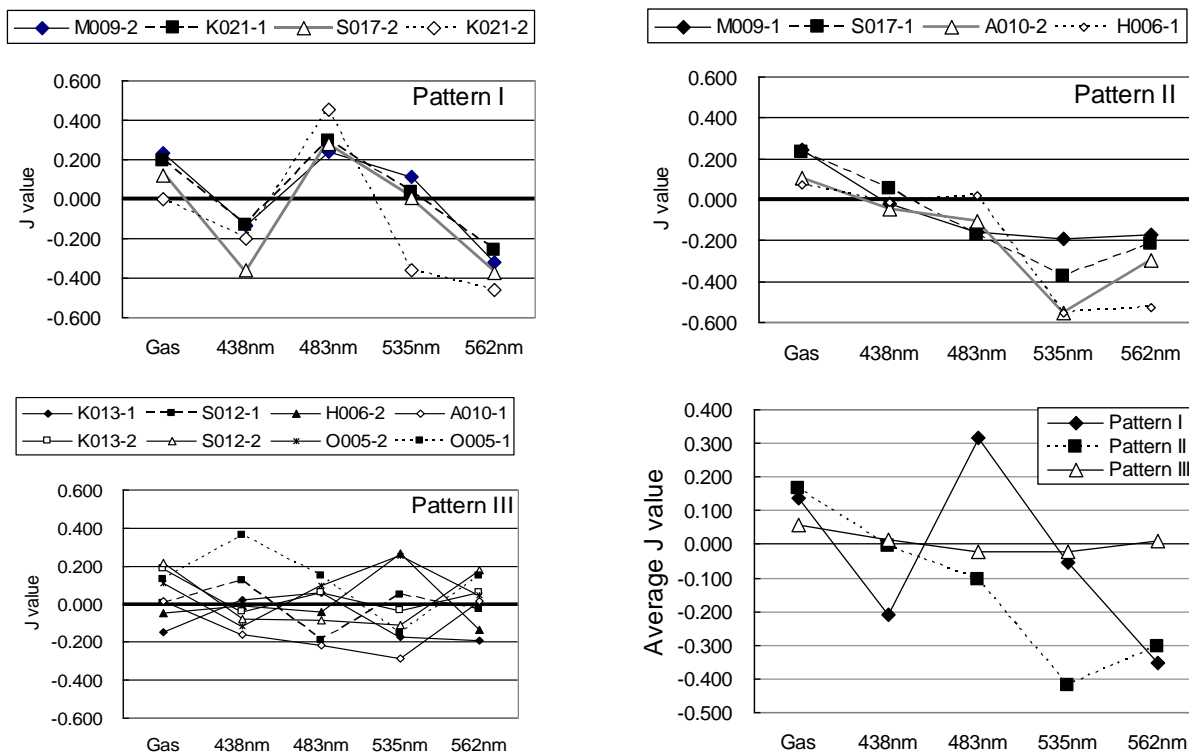 M009-2 K021-1 S017-2 K021-2
Pattern I
J value
0.600
0.400
0.200
0.000
-0.200
-0.400
-0.600
Gas 438nm 483nm 535nm 562nm
M009-1 S017-1 A010-2 H006-1
Pattern II
J value
0.600
0.400
0.200
0.000
-0.200
-0.400
-0.600
Gas 438nm 483nm 535nm 562nm
K013-1 S012-1 H006-2 A010-1
K013-2 S012-2 O005-2 O005-1
Pattern III
J value
0.600
0.400
0.200
0.000
-0.200
-0.400
-0.600
Gas 438nm 483nm 535nm 562nm
Pattern I
Pattern II
Pattern III
Average J value
0.400
0.300
0.200
0.100
0.000
-0.100
-0.200
-0.300
-0.400
-0.500
Gas 438nm 483nm 535nm 562nm